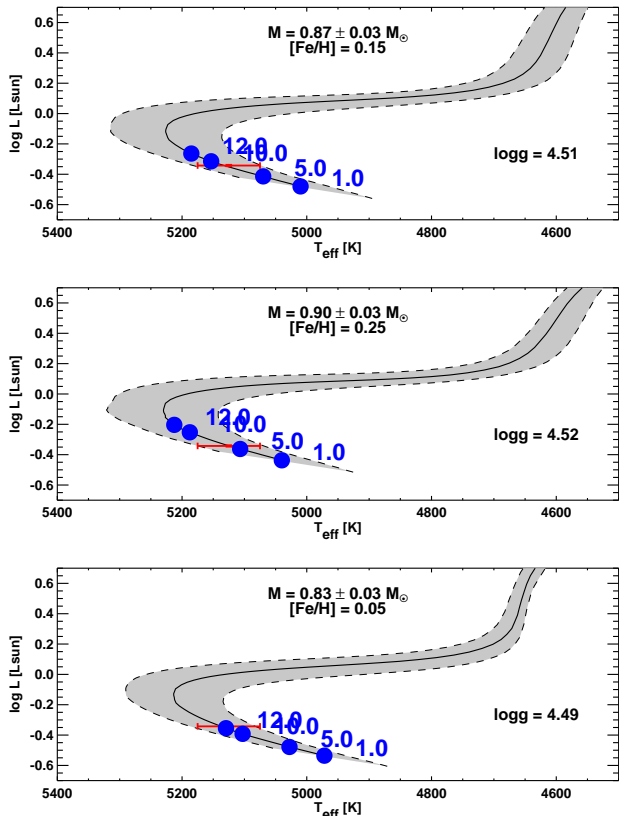 M = 0.87 ± 0.03 M☉
[Fe/H] = 0.15
0.6
0.4
0.2
0.0
-0.2
-0.4
-0.6
log L [Lsun]
12.0
10.0
5.0
1.0
logg = 4.51
5400 5200 5000 4800 4600
T_eff [K]
M = 0.90 ± 0.03 M☉
[Fe/H] = 0.25
0.6
0.4
0.2
0.0
-0.2
-0.4
-0.6
log L [Lsun]
12.0
10.0
5.0
1.0
logg = 4.52
5400 5200 5000 4800 4600
T_eff [K]
M = 0.83 ± 0.03 M☉
[Fe/H] = 0.05
0.6
0.4
0.2
0.0
-0.2
-0.4
-0.6
log L [Lsun]
12.0
10.0
5.0
1.0
logg = 4.49
5400 5200 5000 4800 4600
T_eff [K]